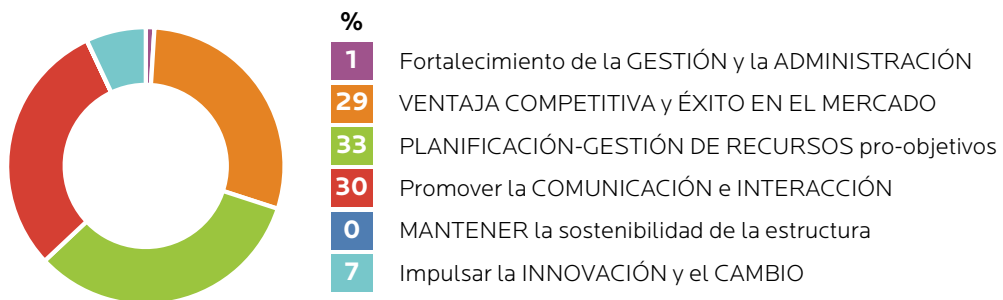 %
1 Fortalecimiento de la GESTIÓN y la ADMINISTRACIÓN
29 VENTAJA COMPETITIVA y ÉXITO EN EL MERCADO
33 PLANIFICACIÓN-GESTIÓN DE RECURSOS pro-objetivos
30 Promover la COMUNICACIÓN e INTERACCIÓN
0 MANTENER la sostenibilidad de la estructura
7 Impulsar la INNOVACIÓN y el CAMBIO